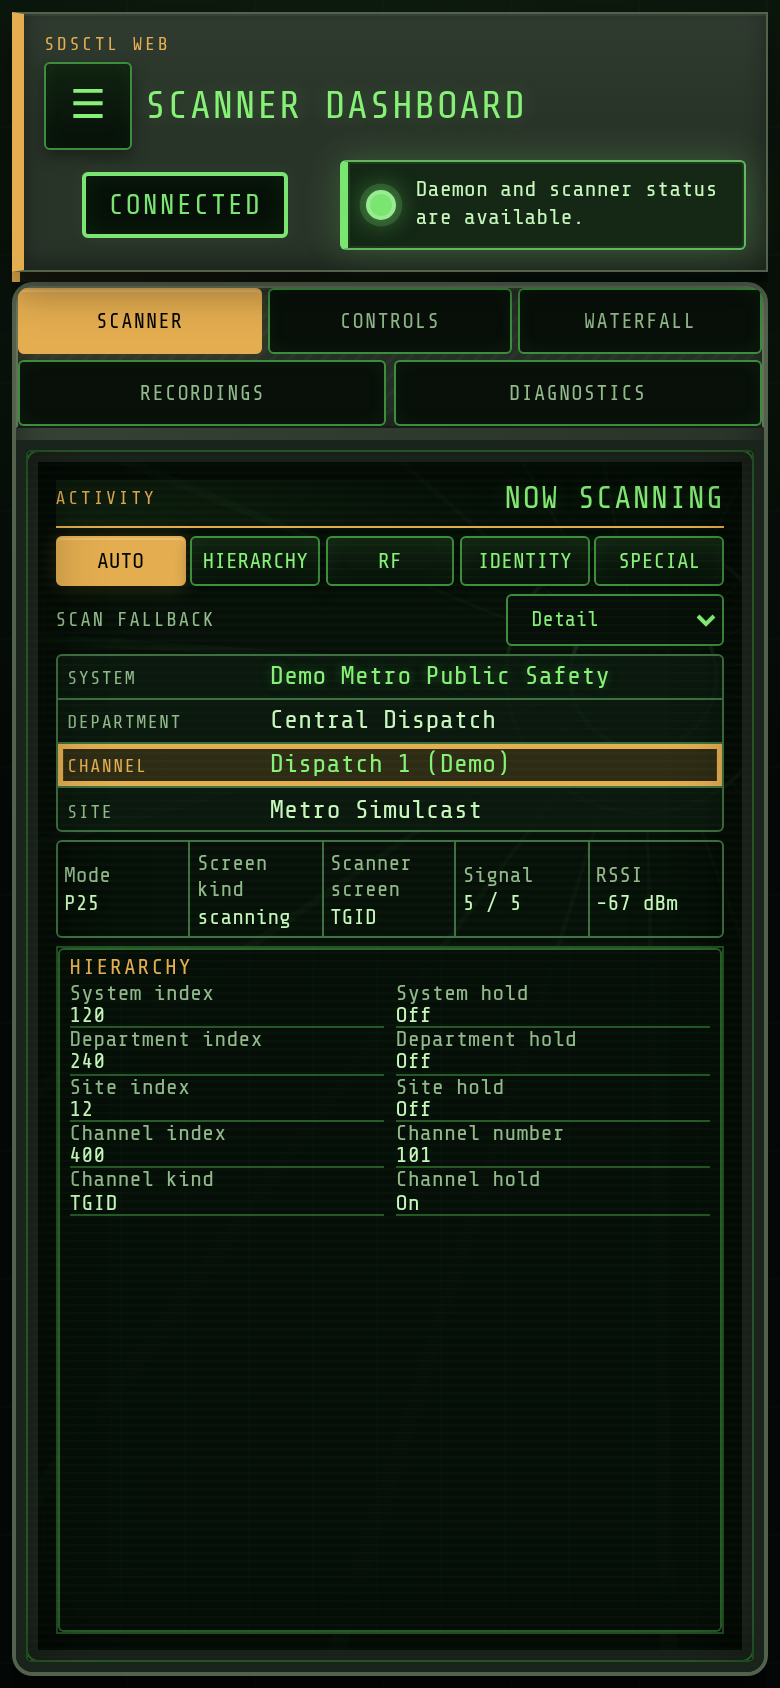 SDSCTL WEB
☰ SCANNER DASHBOARD
CONNECTED
Daemon and scanner status
are available.
SCANNER CONTROLS WATERFALL
RECORDINGS DIAGNOSTICS
ACTIVITY NOW SCANNING
AUTO HIERARCHY RF IDENTITY SPECIAL
SCAN FALLBACK Detail
SYSTEM Demo Metro Public Safety
DEPARTMENT Central Dispatch
CHANNEL Dispatch 1 (Demo)
SITE Metro Simulcast
Mode
P25
Screen
kind
scanning
Scanner
screen
TGID
Signal
5 / 5
RSSI
-67 dBm
HIERARCHY
System index
120
System hold
Off
Department index
240
Department hold
Off
Site index
12
Site hold
Off
Channel index
400
Channel number
101
Channel kind
TGID
Channel hold
On